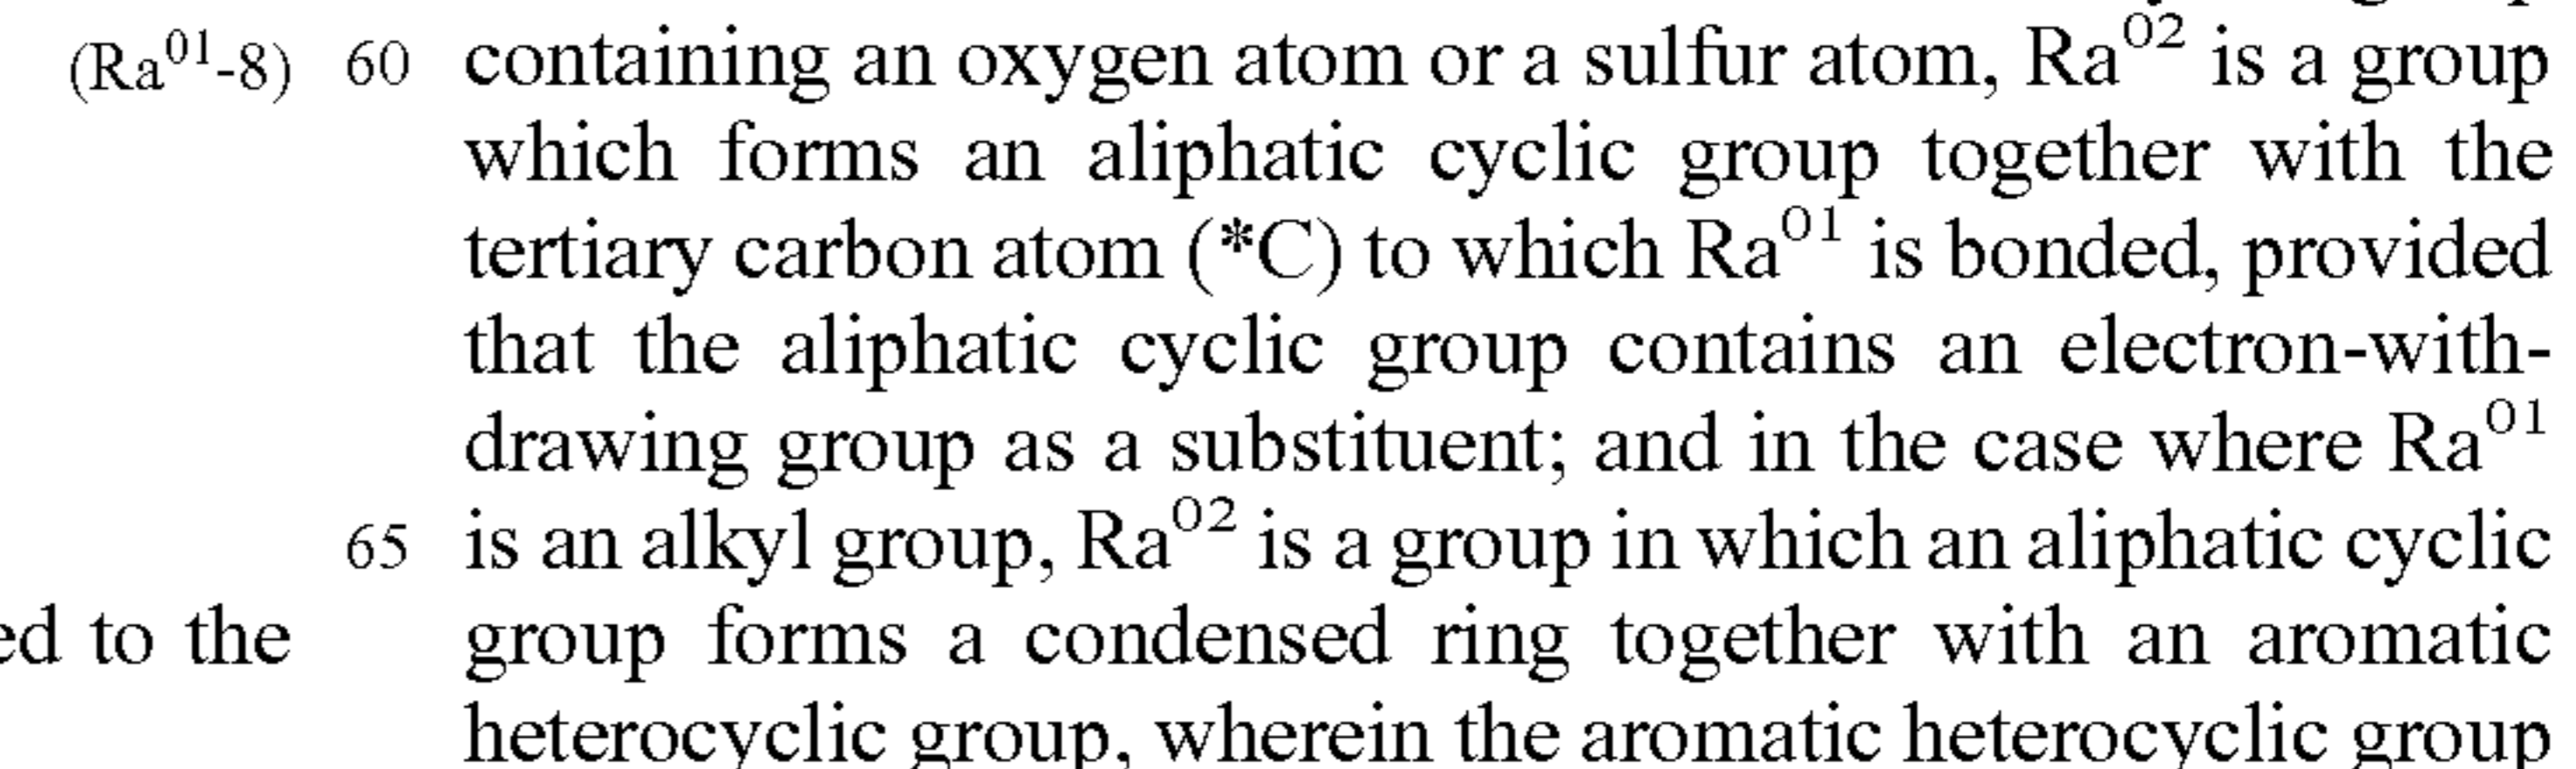 (Ra⁰¹-8) 60 containing an oxygen atom or a sulfur atom, Ra⁰² is a group
which forms an aliphatic cyclic group together with the
tertiary carbon atom (*C) to which Ra⁰¹ is bonded, provided
that the aliphatic cyclic group contains an electron-with-
drawing group as a substituent; and in the case where Ra⁰¹
65 is an alkyl group, Ra⁰² is a group in which an aliphatic cyclic
ed to the group forms a condensed ring together with an aromatic
heterocyclic group, wherein the aromatic heterocyclic group